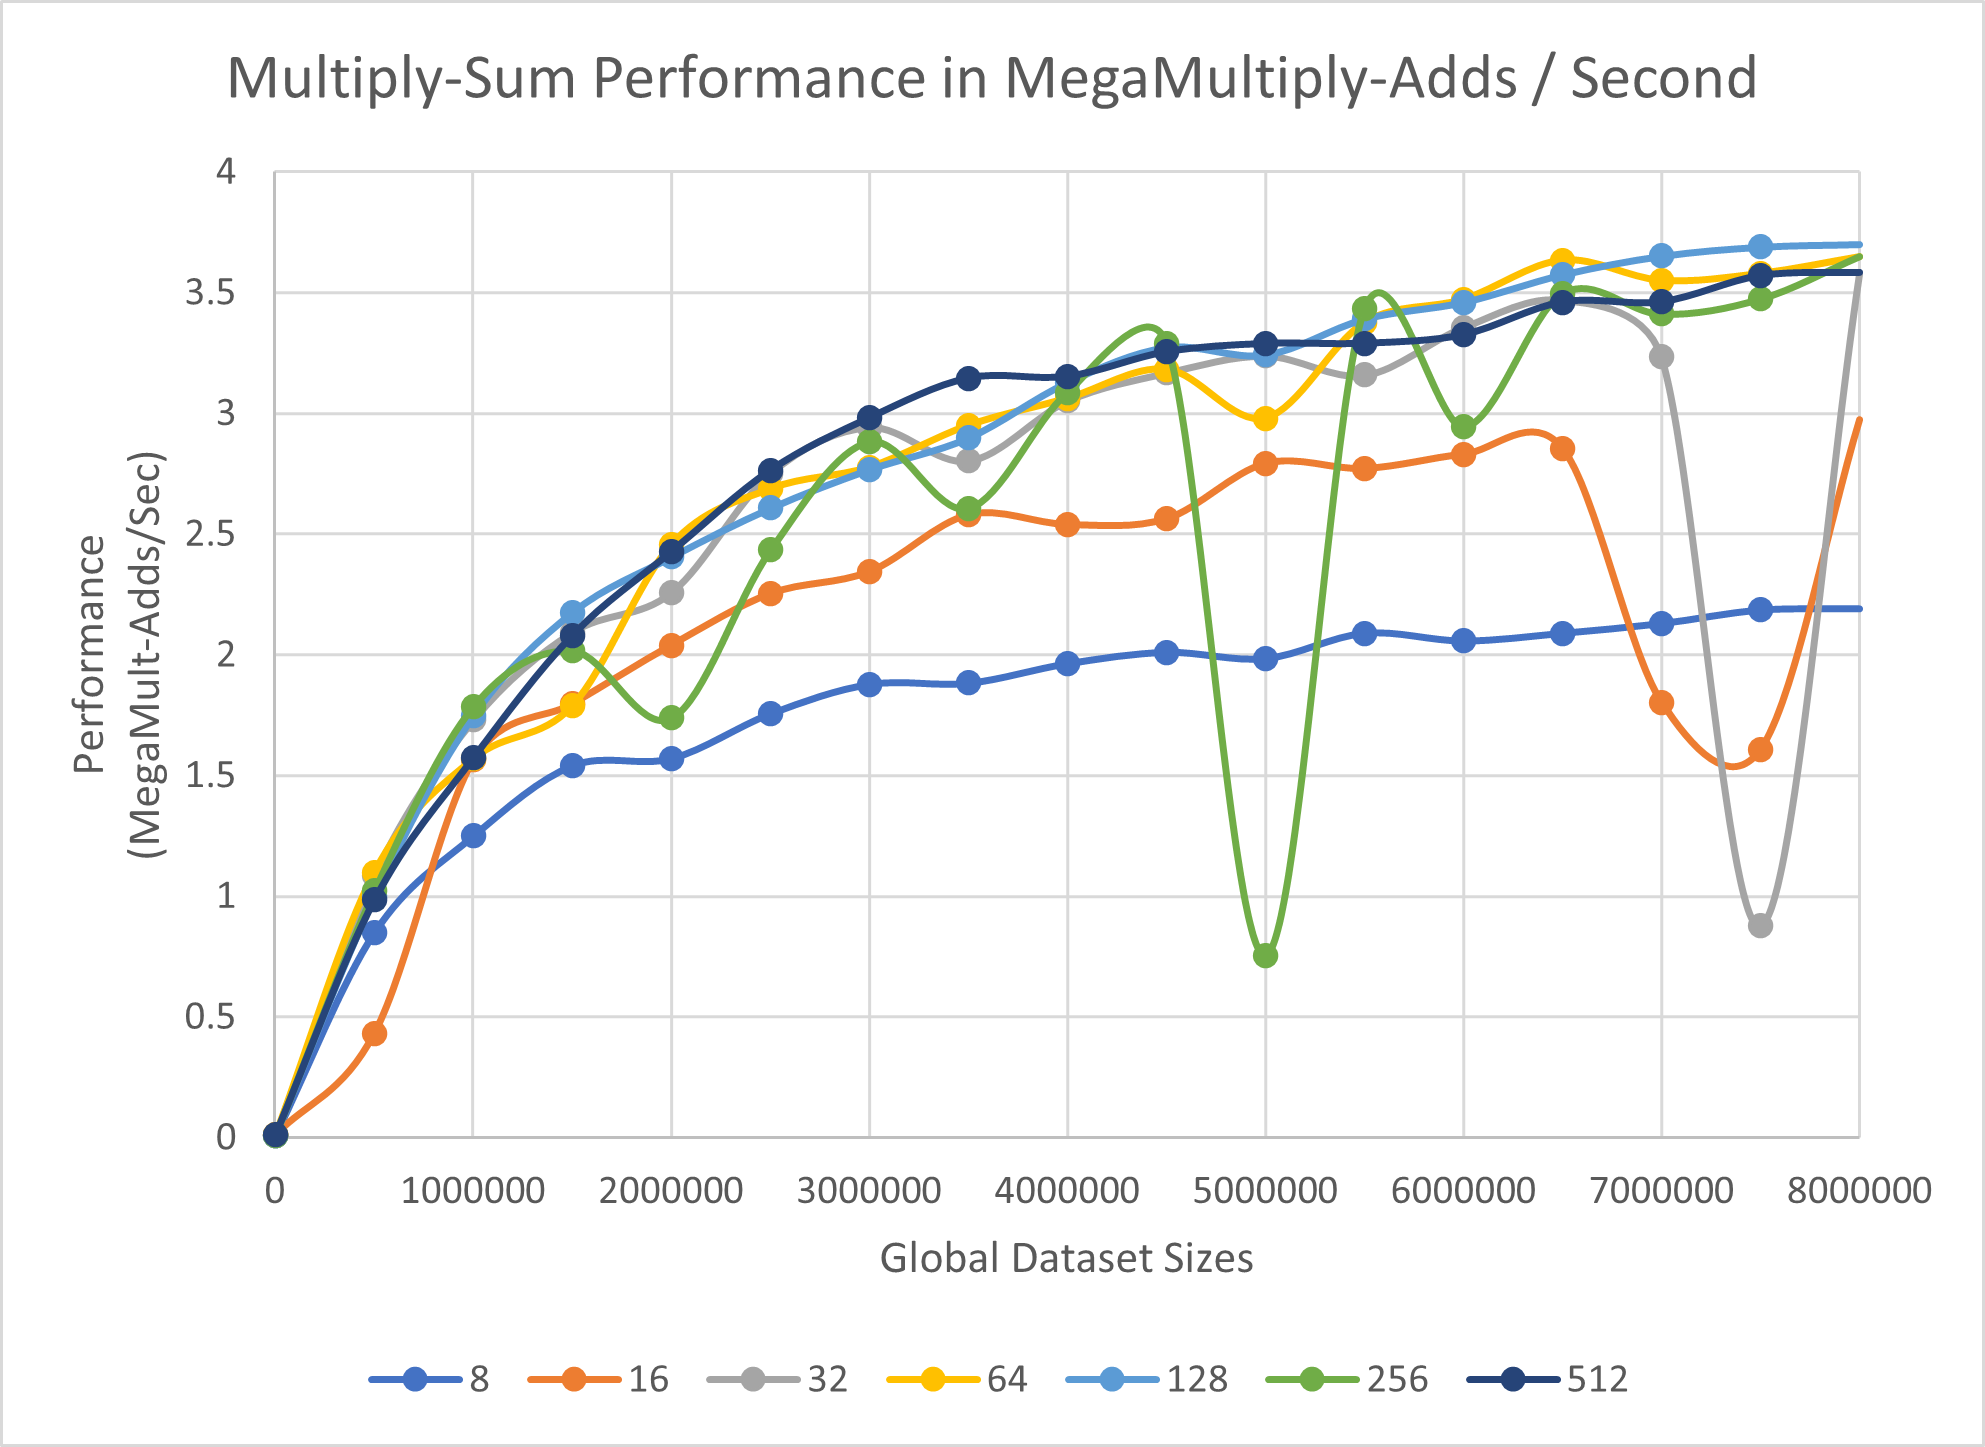 Multiply-Sum Performance in MegaMultiply-Adds / Second
4
3.5
3
2.5
2
1.5
1
0.5
0
Performance
(MegaMult-Adds/Sec)
0 1000000 2000000 3000000 4000000 5000000 6000000 7000000 8000000
Global Dataset Sizes
8 16 32 64 128 256 512